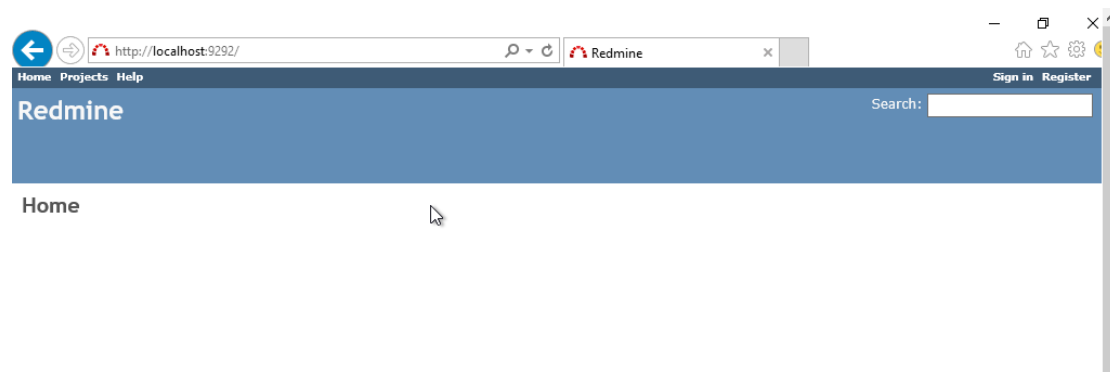 http://localhost:9292/
Redmine
Home Projects Help
Sign in Register
Redmine
Search:
Home